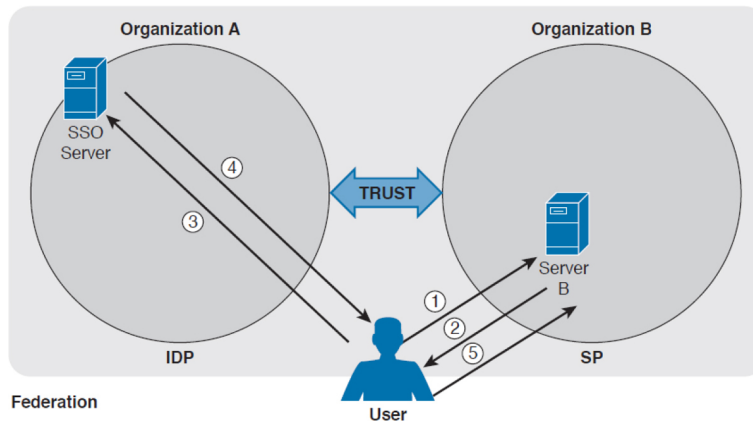 Organization A
Organization B
SSO
Server
④
TRUST
③
Server
B
①
②
⑤
IDP
SP
Federation
User